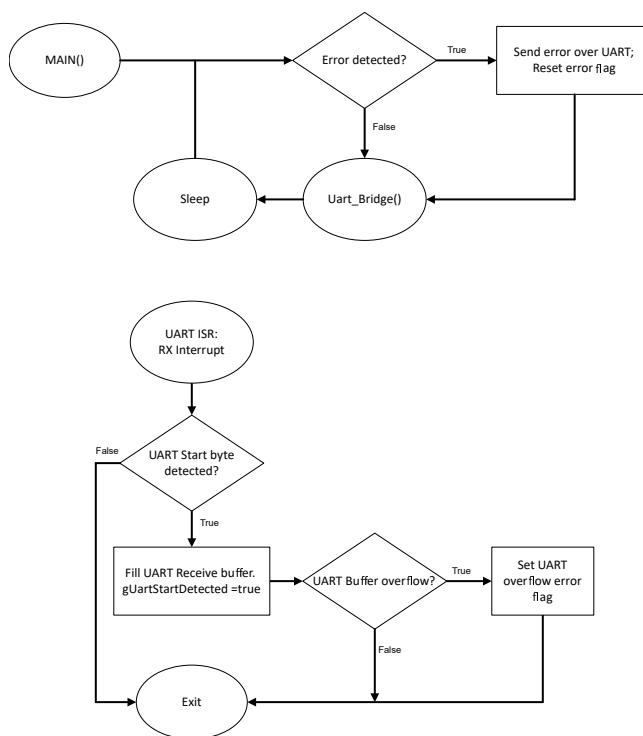 MAIN()
Error detected?
True
Send error over UART;
Reset error flag
False
Sleep
Uart_Bridge()
UART ISR:
RX Interrupt
False
UART Start byte
detected?
True
Fill UART Receive buffer.
gUartStartDetected =true
UART Buffer overflow?
True
Set UART
overflow error
flag
False
Exit